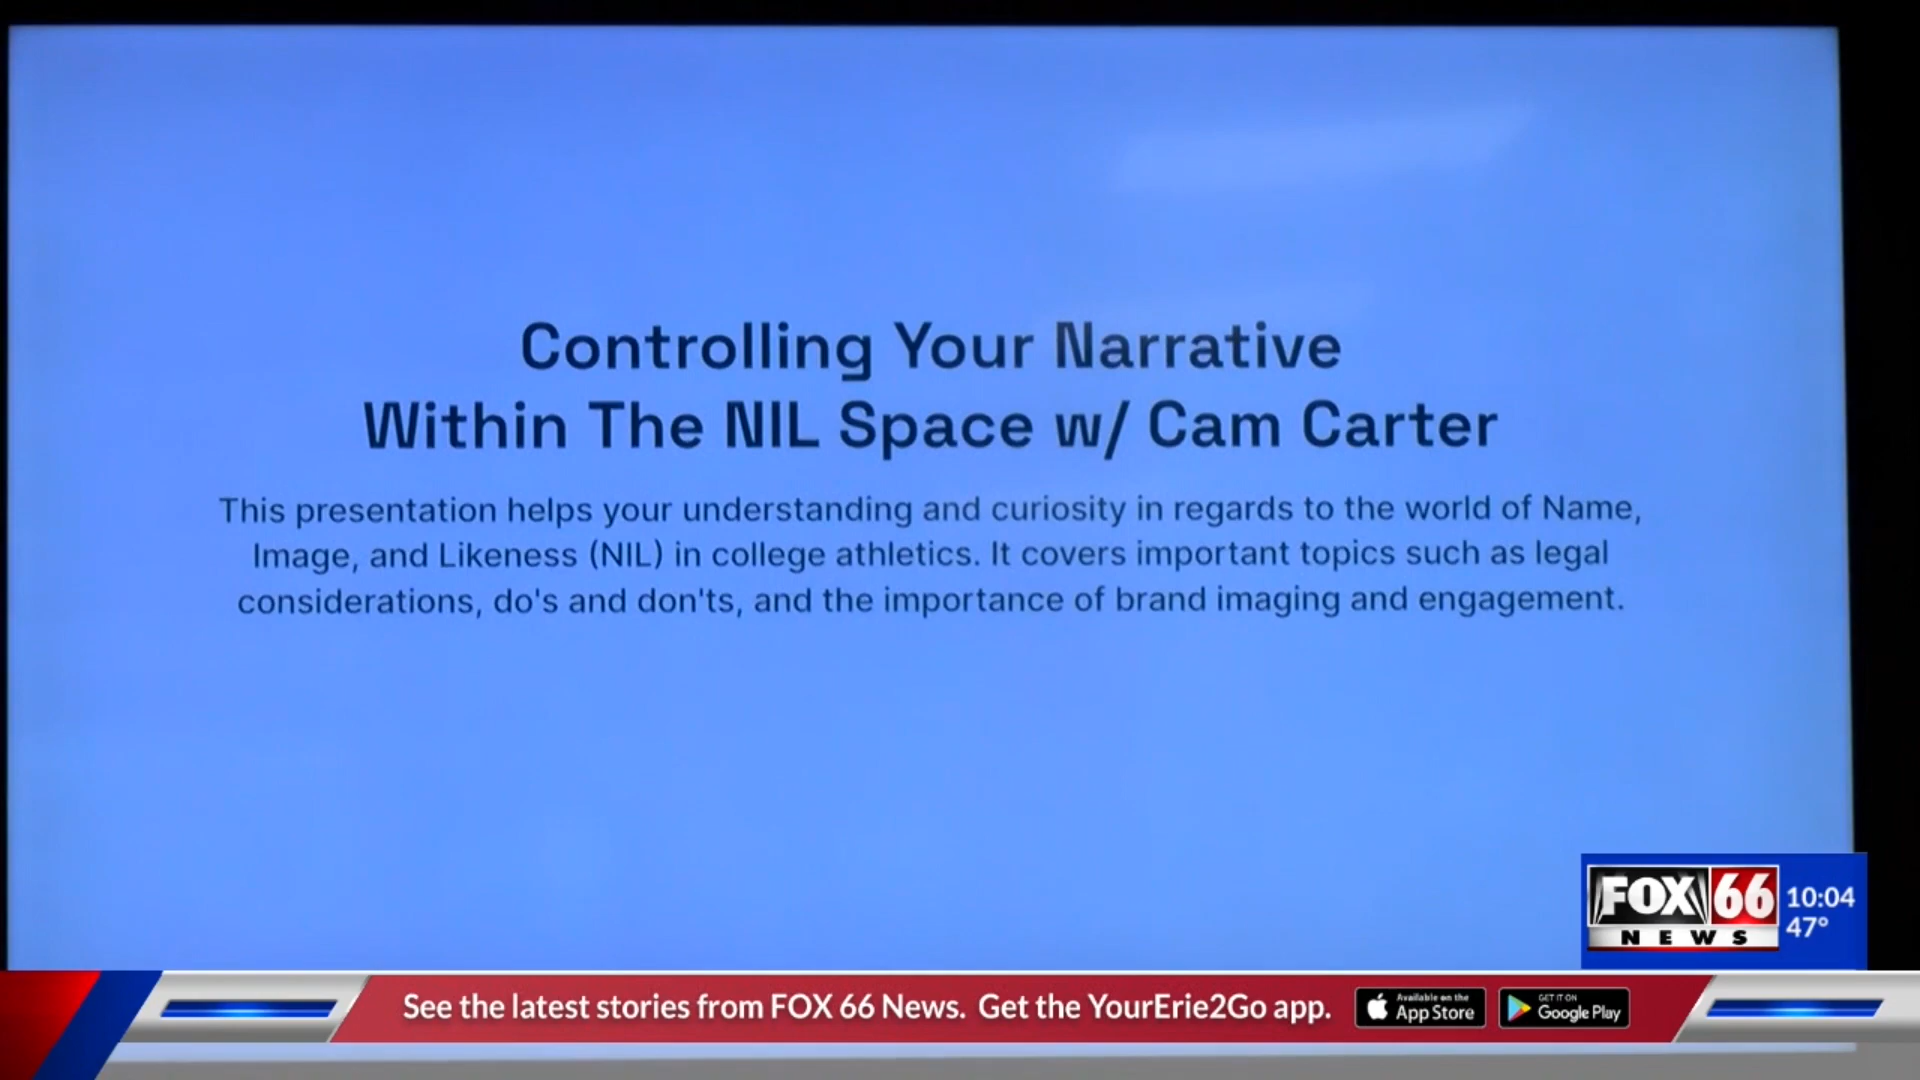 Controlling Your Narrative
Within The NIL Space w/ Cam Carter
This presentation helps your understanding and curiosity in regards to the world of Name,
Image, and Likeness (NIL) in college athletics. It covers important topics such as legal
considerations, do's and don'ts, and the importance of brand imaging and engagement.
FOX 66
NEWS
10:04
47°
See the latest stories from FOX 66 News. Get the YourErie2Go app.
Available on the
App Store
GET IT ON
Google Play